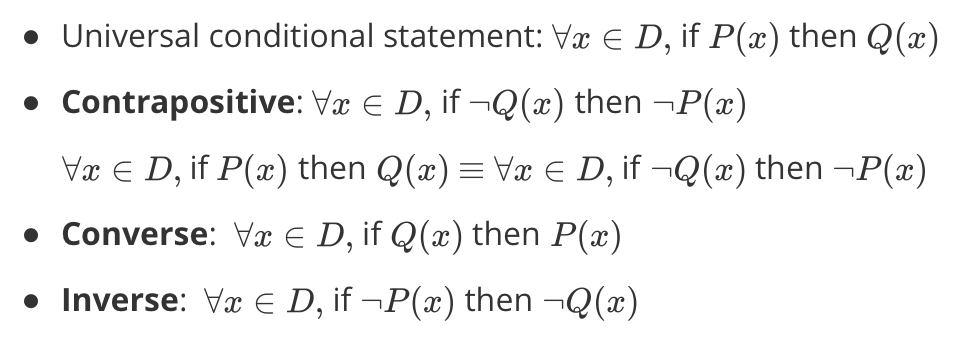 ● Universal conditional statement: ∀x ∈ D, if P(x) then Q(x)
● Contrapositive: ∀x ∈ D, if ¬Q(x) then ¬P(x)
∀x ∈ D, if P(x) then Q(x) ≡ ∀x ∈ D, if ¬Q(x) then ¬P(x)
● Converse: ∀x ∈ D, if Q(x) then P(x)
● Inverse: ∀x ∈ D, if ¬P(x) then ¬Q(x)